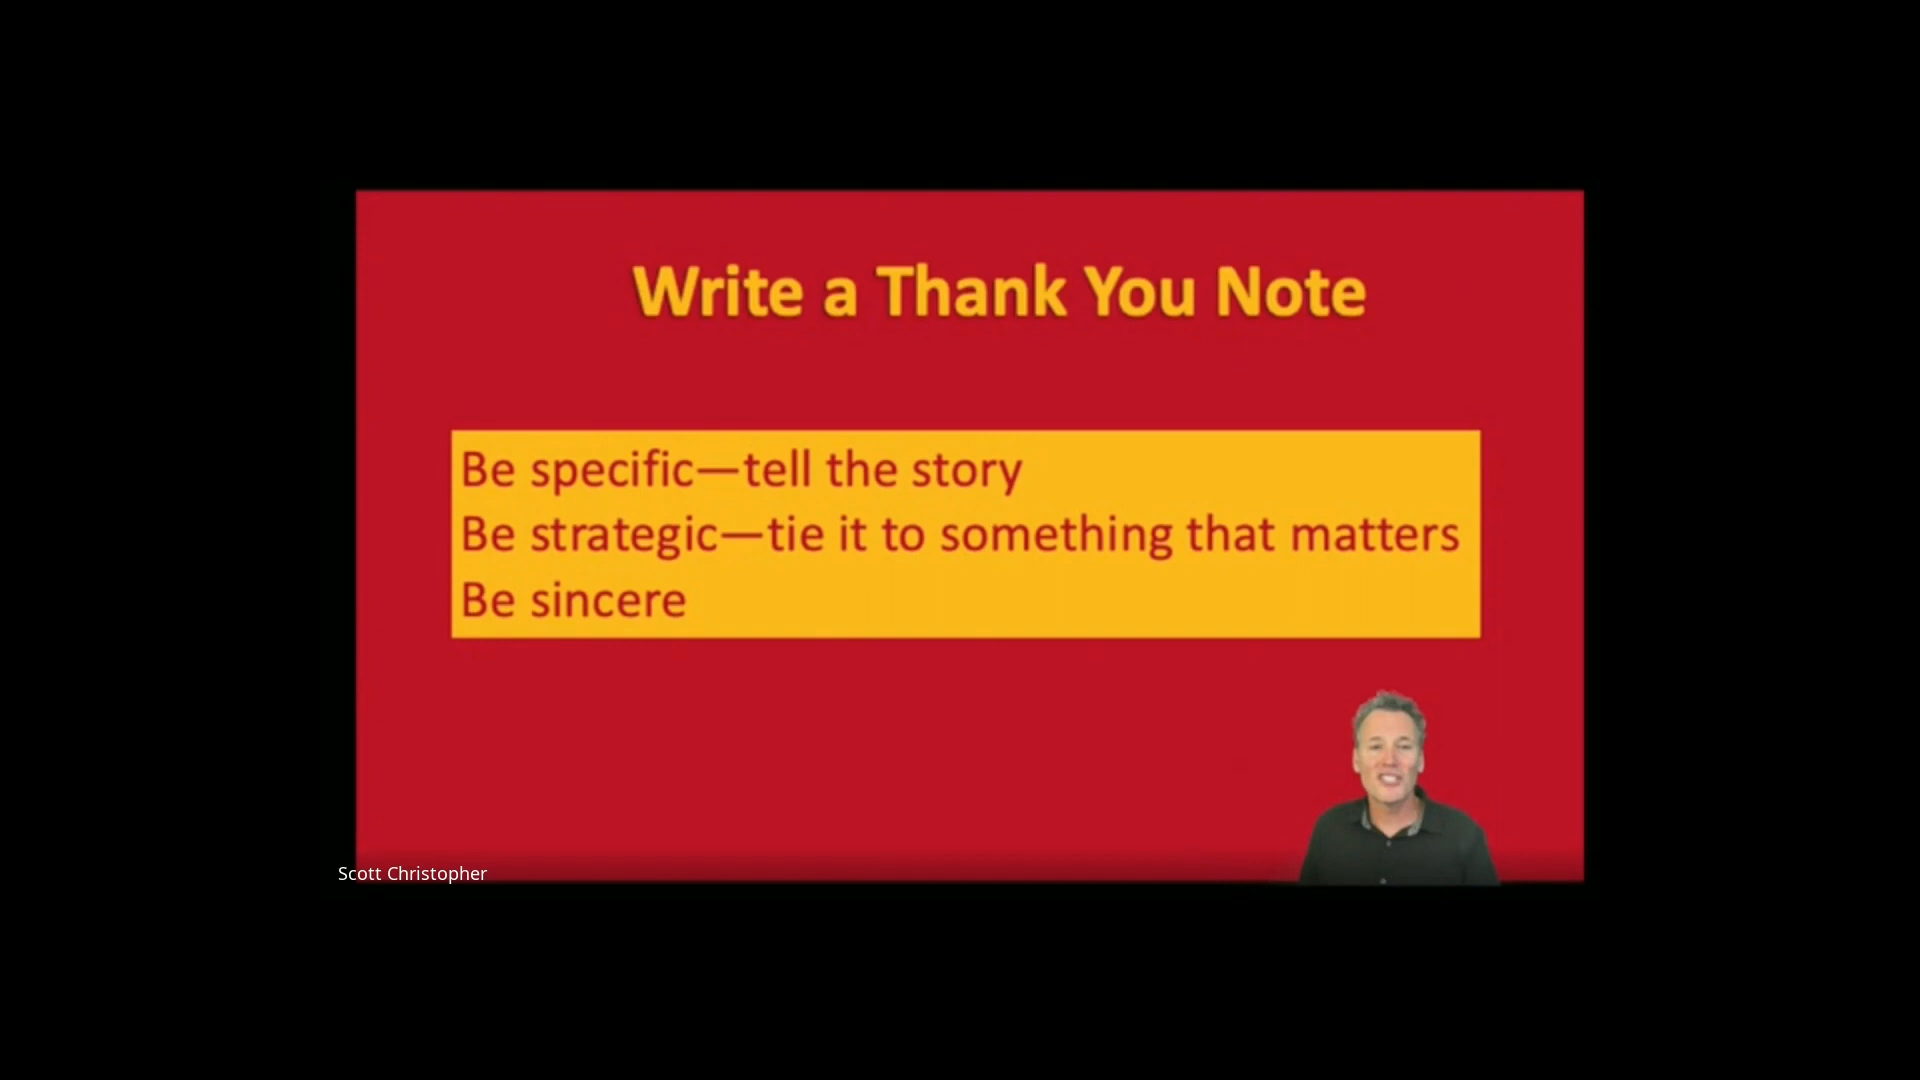 Write a Thank You Note
Be specific—tell the story
Be strategic—tie it to something that matters
Be sincere
Scott Christopher